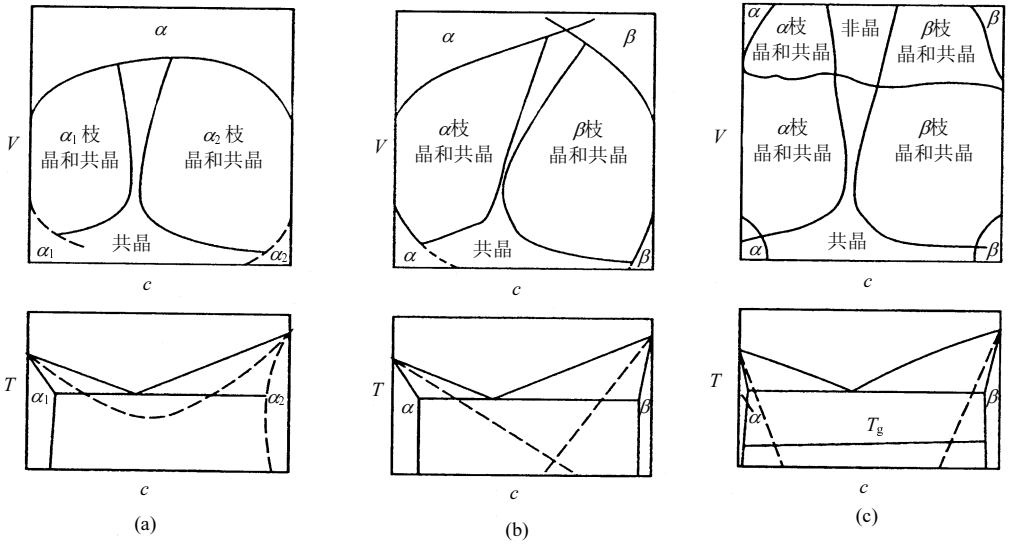 α
V
α1 枝
晶和共晶
α2 枝
晶和共晶
α1
共晶
α2
c
T
α1
α2
c
(a)
α
β
V
α枝
晶和共晶
β枝
晶和共晶
α
共晶
β
c
T
α
β
c
(b)
α
α枝
晶和共晶
非晶
β枝
晶和共晶
β
V
α枝
晶和共晶
β枝
晶和共晶
α
共晶
β
c
T
α
Tg
β
c
(c)